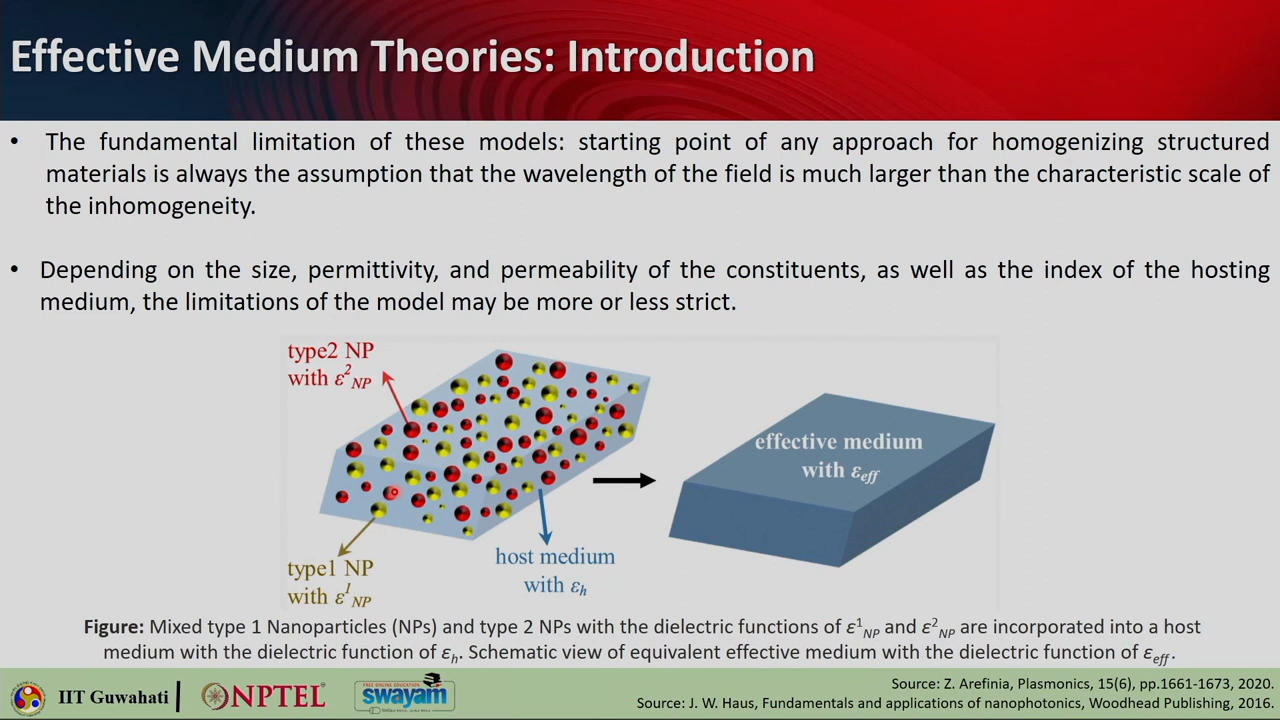 Effective Medium Theories: Introduction
• The fundamental limitation of these models: starting point of any approach for homogenizing structured
materials is always the assumption that the wavelength of the field is much larger than the characteristic scale of
the inhomogeneity.
• Depending on the size, permittivity, and permeability of the constituents, as well as the index of the hosting
medium, the limitations of the model may be more or less strict.
type2 NP
with ε²NP
effective medium
with εeff
host medium
with εh
type1 NP
with ε¹NP
Figure: Mixed type 1 Nanoparticles (NPs) and type 2 NPs with the dielectric functions of ε¹NP and ε²NP are incorporated into a host
medium with the dielectric function of εh. Schematic view of equivalent effective medium with the dielectric function of εeff.
IIT Guwahati
NPTEL
FREE ONLINE EDUCATION
swayam
Source: Z. Arefinia, Plasmonics, 15(6), pp.1661-1673, 2020.
Source: J. W. Haus, Fundamentals and applications of nanophotonics, Woodhead Publishing, 2016.